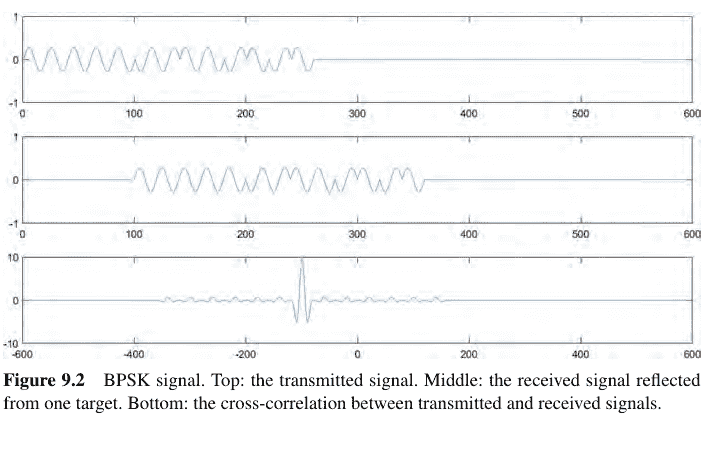 1
0
-1
0 100 200 300 400 500 600
1
0
-1
0 100 200 300 400 500 600
10
0
-10
-600 -400 -200 0 200 400 600
Figure 9.2 BPSK signal. Top: the transmitted signal. Middle: the received signal reflected
from one target. Bottom: the cross-correlation between transmitted and received signals.